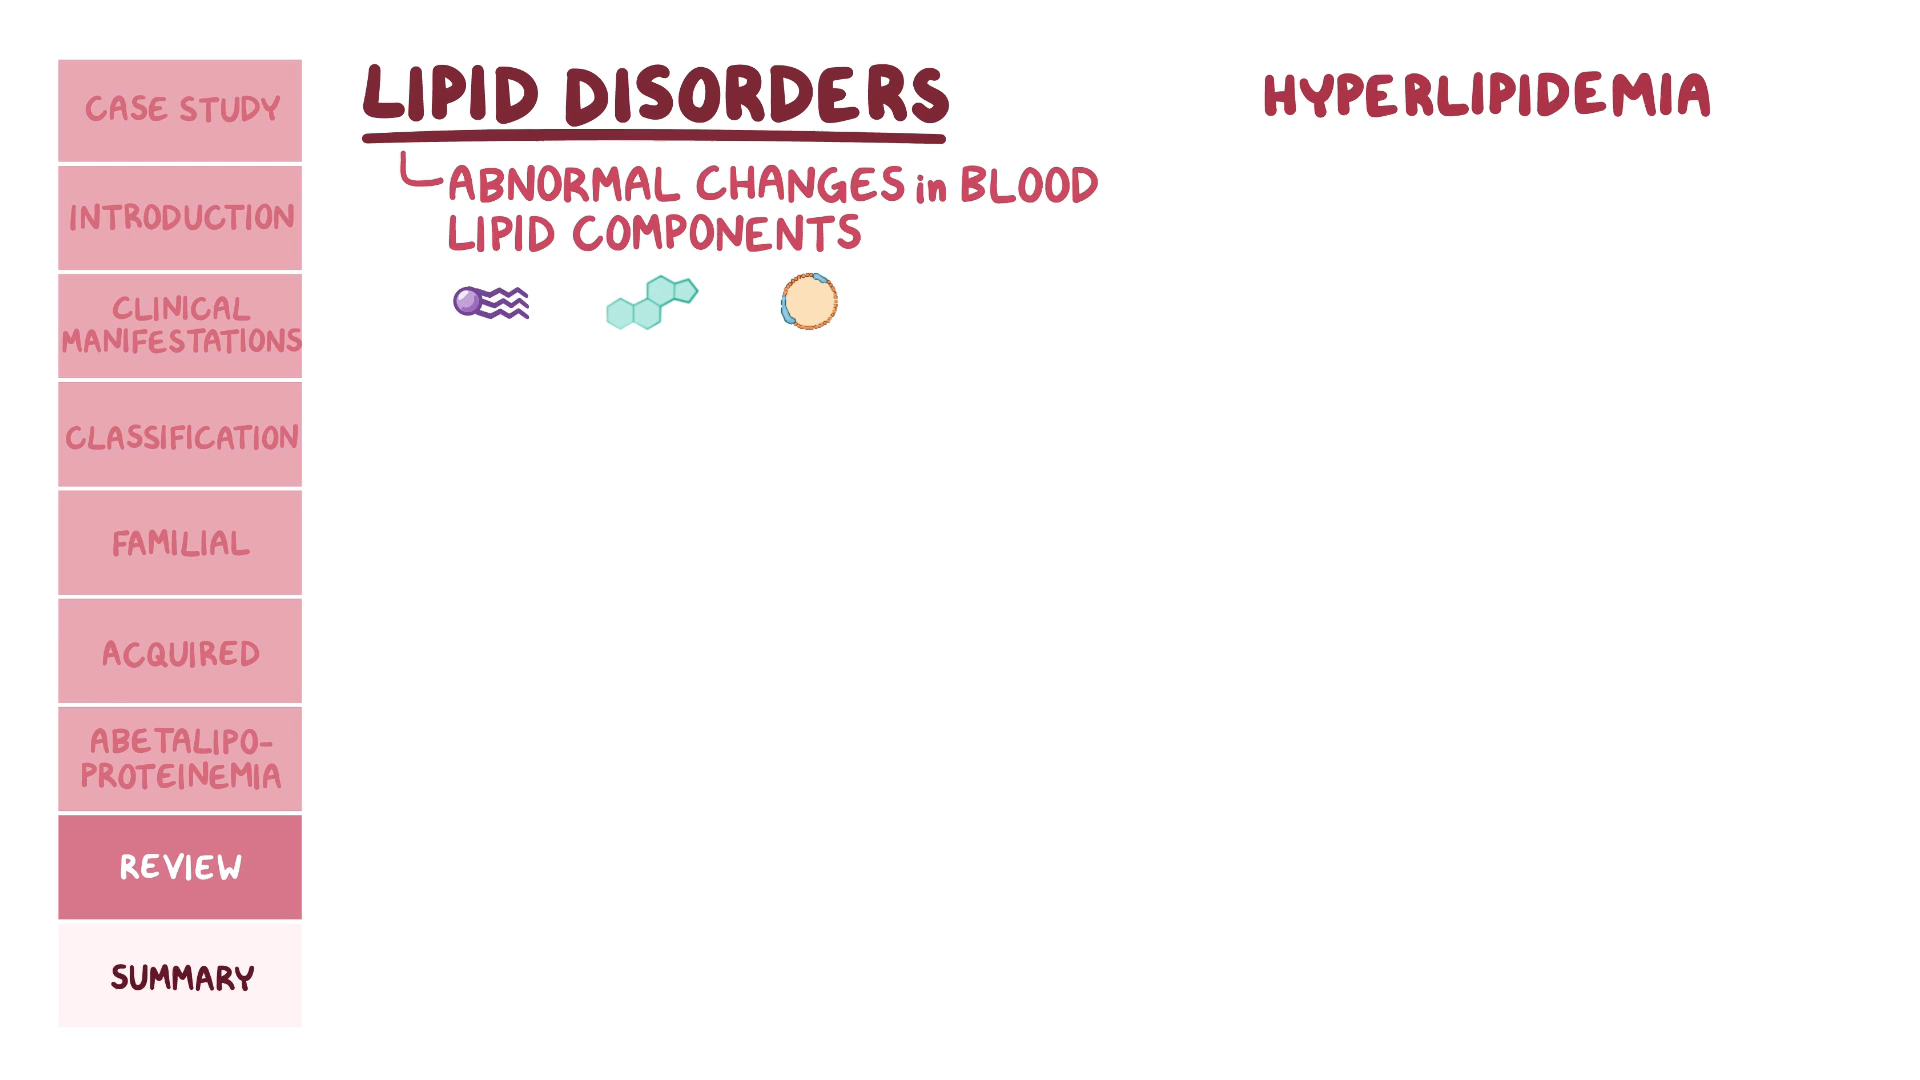 CASE STUDY
INTRODUCTION
CLINICAL
MANIFESTATIONS
CLASSIFICATION
FAMILIAL
ACQUIRED
ABETALIPO-
PROTEINEMIA
REVIEW
SUMMARY
LIPID DISORDERS
ABNORMAL CHANGES in BLOOD
LIPID COMPONENTS
HYPERLIPIDEMIA